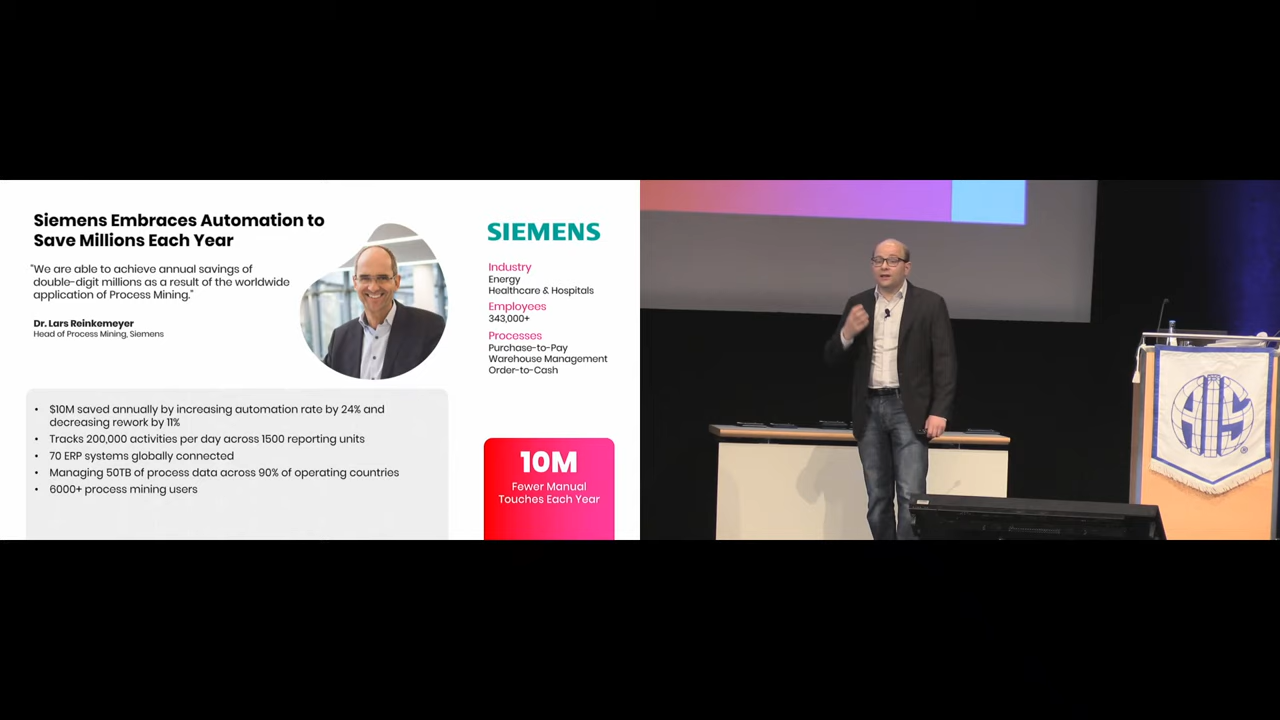 Siemens Embraces Automation to
Save Millions Each Year
"We are able to achieve annual savings of
double-digit millions as a result of the worldwide
application of Process Mining."
Dr. Lars Reinkemeyer
Head of Process Mining, Siemens
• $10M saved annually by increasing automation rate by 24% and
decreasing rework by 11%
• Tracks 200,000 activities per day across 1500 reporting units
• 70 ERP systems globally connected
• Managing 50TB of process data across 90% of operating countries
• 6000+ process mining users
SIEMENS
Industry
Energy
Healthcare & Hospitals
Employees
343,000+
Processes
Purchase-to-Pay
Warehouse Management
Order-to-Cash
10M
Fewer Manual
Touches Each Year
AIS
®